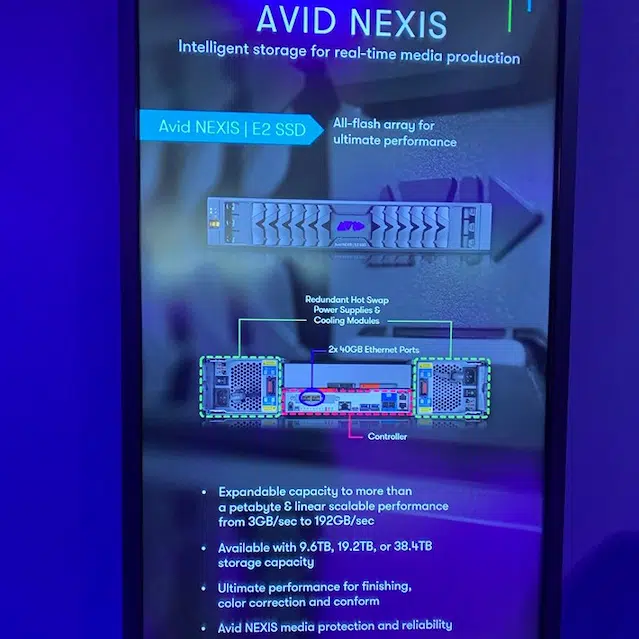 AVID NEXIS
Intelligent storage for real-time media production
Avid NEXIS | E2 SSD
All-flash array for
ultimate performance
AVID
Redundant Hot Swap
Power Supplies &
Cooling Modules
2x 40GB Ethernet Ports
Controller
• Expandable capacity to more than
a petabyte & linear scalable performance
from 3GB/sec to 192GB/sec
• Available with 9.6TB, 19.2TB, or 38.4TB
storage capacity
• Ultimate performance for finishing,
color correction and conform
• Avid NEXIS media protection and reliability